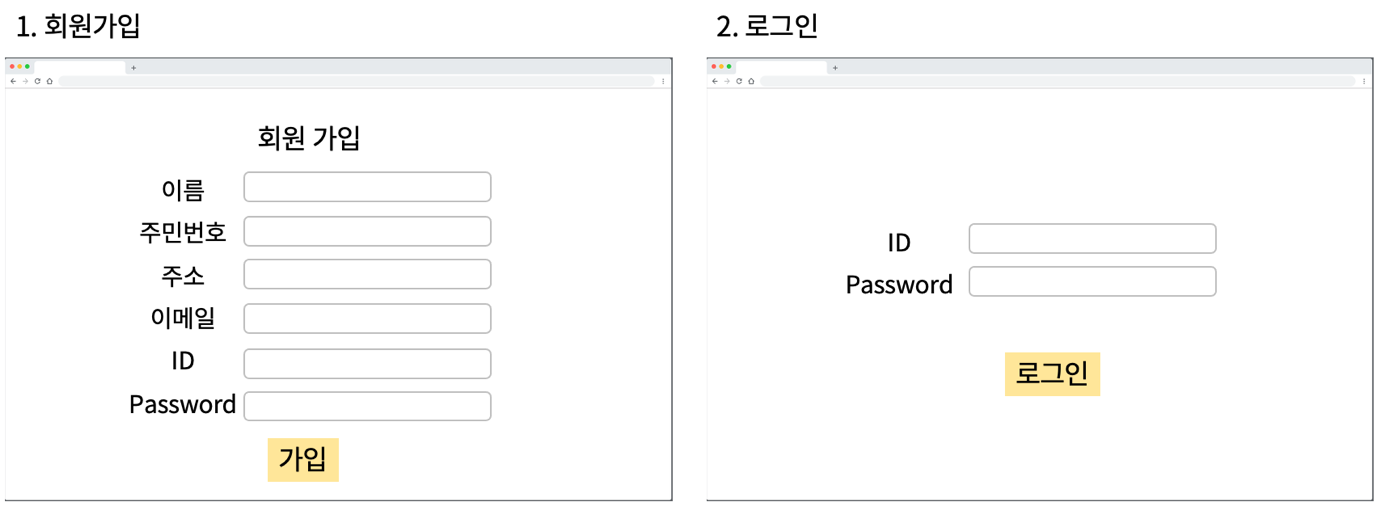 1. 회원가입
회원 가입
이름
주민번호
주소
이메일
ID
Password
가입
2. 로그인
ID
Password
로그인